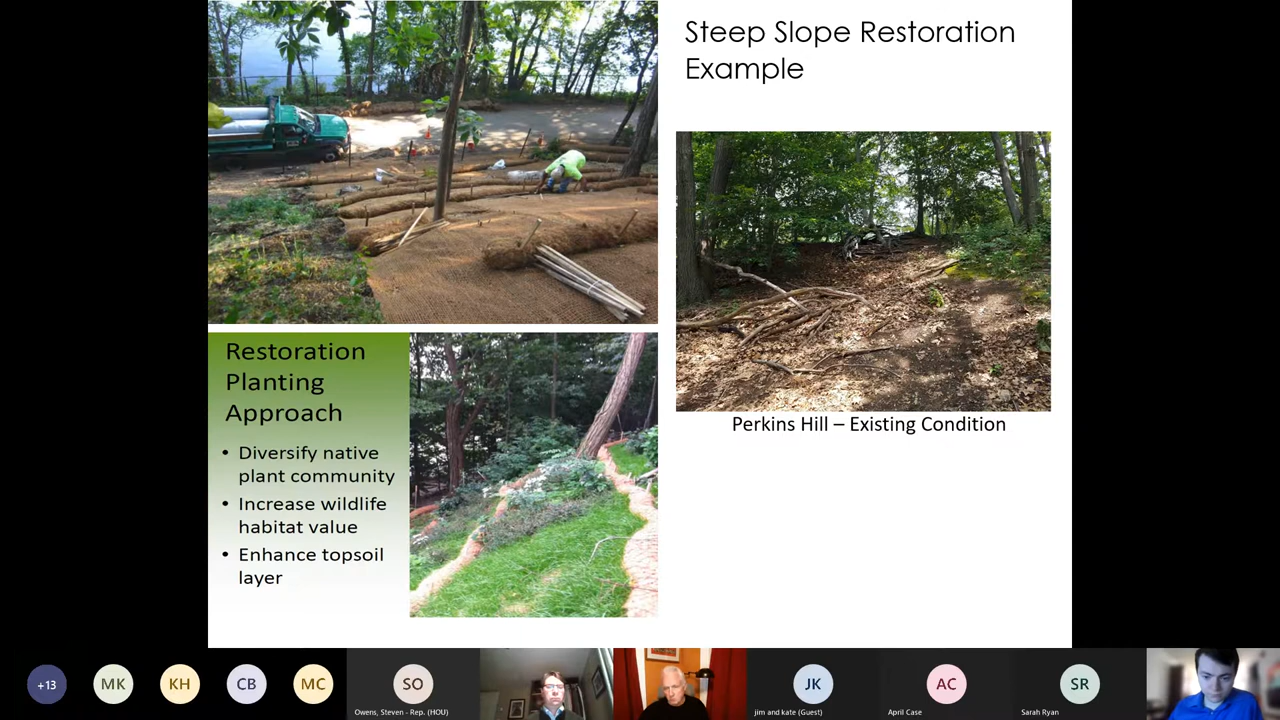 Steep Slope Restoration
Example
Restoration
Planting
Approach
• Diversify native
plant community
• Increase wildlife
habitat value
• Enhance topsoil
layer
Perkins Hill – Existing Condition
+13
MK
KH
CB
MC
SO
Owens, Steven - Rep. (HOU)
JK
jim and kate (Guest)
AC
April Case
SR
Sarah Ryan